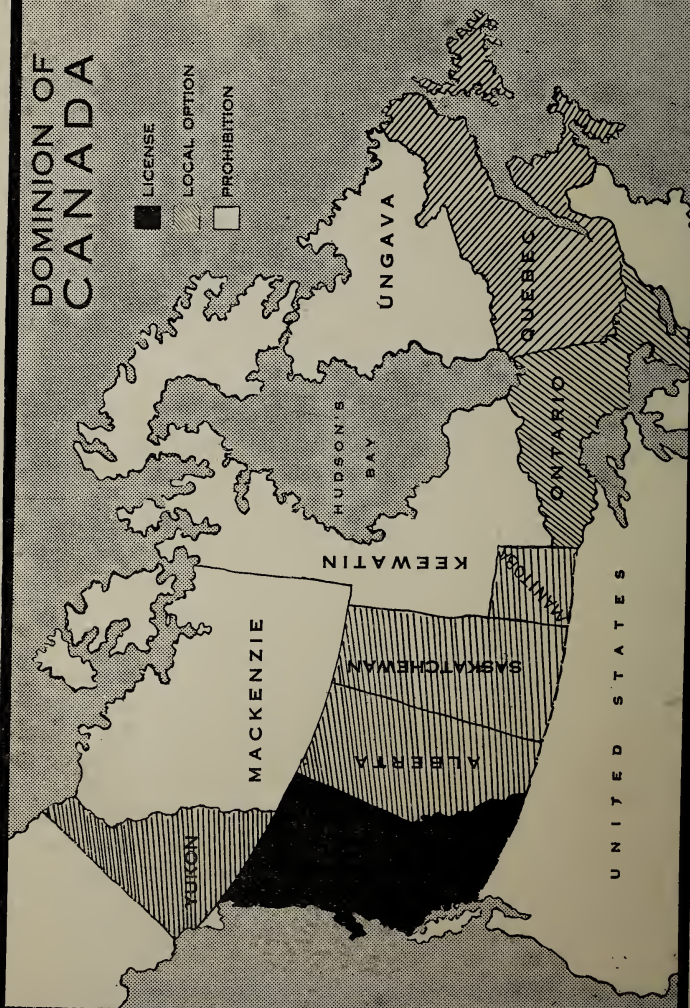 DOMINION OF
CANADA
LICENSE
LOCAL OPTION
PROHIBITION
YUKON
MACKENZIE
ALBERTA
SASKATCHEWAN
KEEWATIN
HUDSON'S
BAY
UNGAVA
QUEBEC
ONTARIO
UNITED STATES